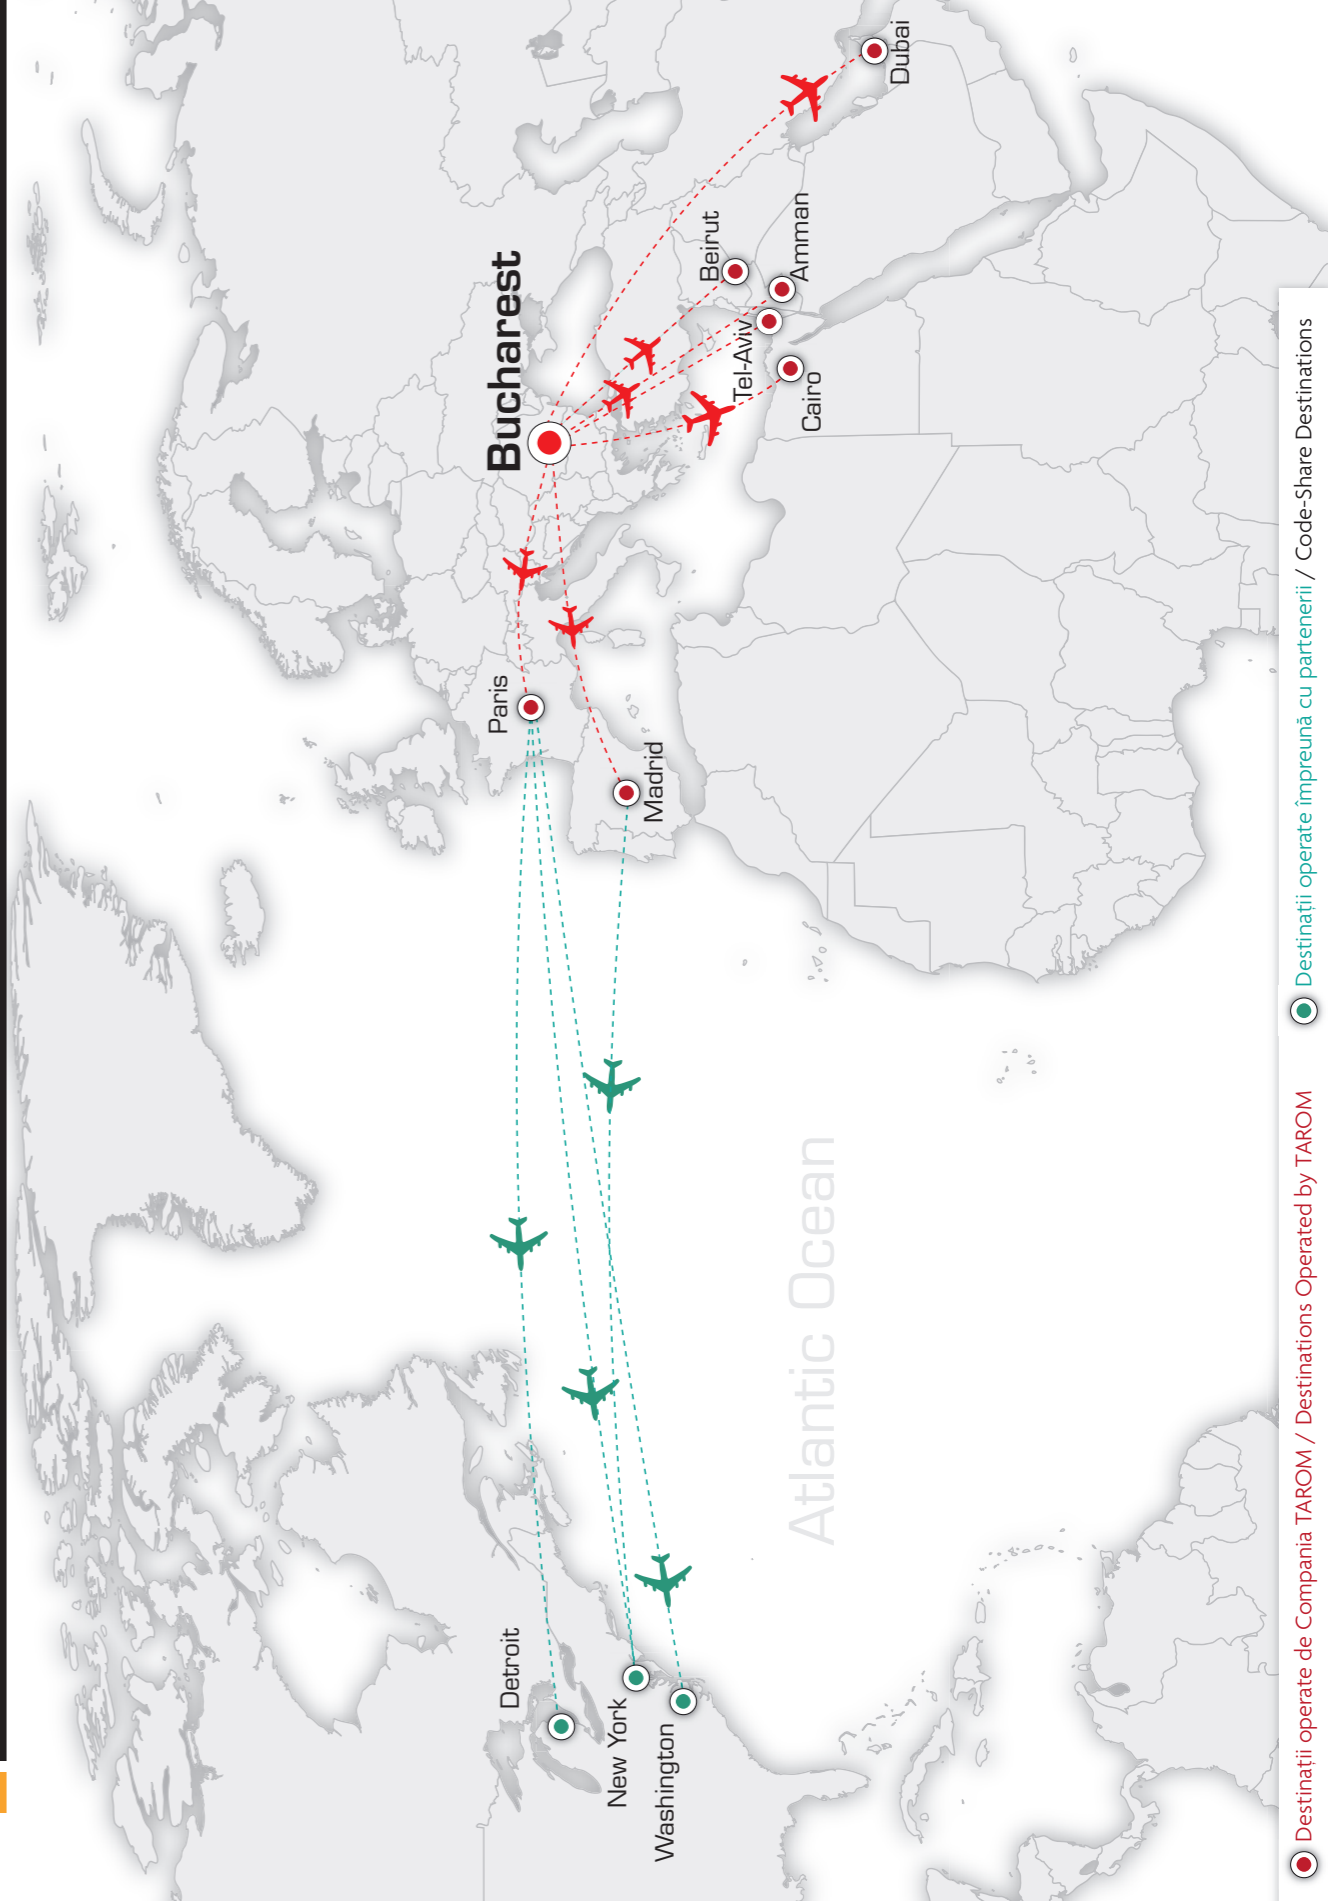 Bucharest
Paris
Madrid
Beirut
Amman
Tel-Aviv
Cairo
Dubai
Detroit
New York
Washington
Atlantic Ocean
Destinații operate de Compania TAROM / Destinations Operated by TAROM
Destinații operate împreună cu partenerii / Code-Share Destinations